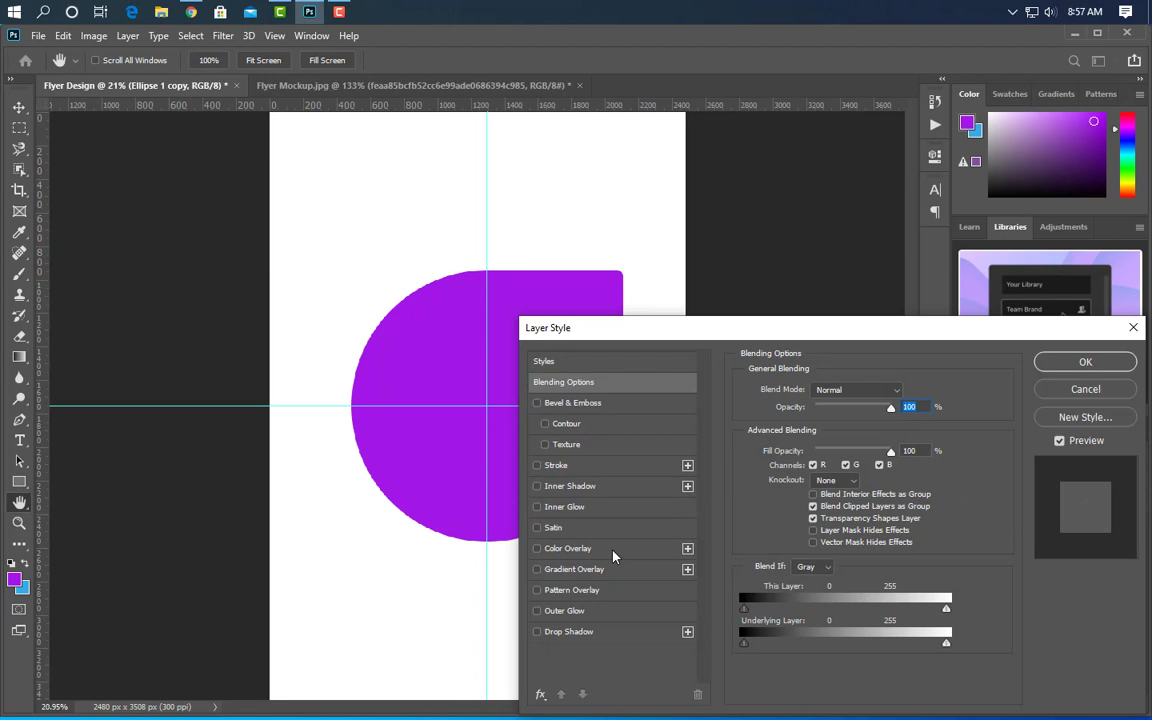 8:57 AM
Ps File Edit Image Layer Type Select Filter 3D View Window Help
Scroll All Windows 100% Fit Screen Fill Screen
Flyer Design @ 21% (Ellipse 1 copy, RGB/8) * × Flyer Mockup.jpg @ 133% (feaa85bcfb52cc6e99ade0686394c985, RGB/8#) * ×
Color Swatches Gradients Patterns
Learn Libraries Adjustments
Your Library
Team Brand
Layer Style
Styles
Blending Options
Bevel & Emboss
Contour
Texture
Stroke
Inner Shadow
Inner Glow
Satin
Color Overlay
Gradient Overlay
Pattern Overlay
Outer Glow
Drop Shadow
fx
Blending Options
General Blending
Blend Mode: Normal
Opacity: 100 %
Advanced Blending
Fill Opacity: 100 %
Channels: R G B
Knockout: None
Blend Interior Effects as Group
Blend Clipped Layers as Group
Transparency Shapes Layer
Layer Mask Hides Effects
Vector Mask Hides Effects
Blend If: Gray
This Layer: 0 255
Underlying Layer: 0 255
OK
Cancel
New Style...
Preview
20.95% 2480 px x 3508 px (300 ppi)